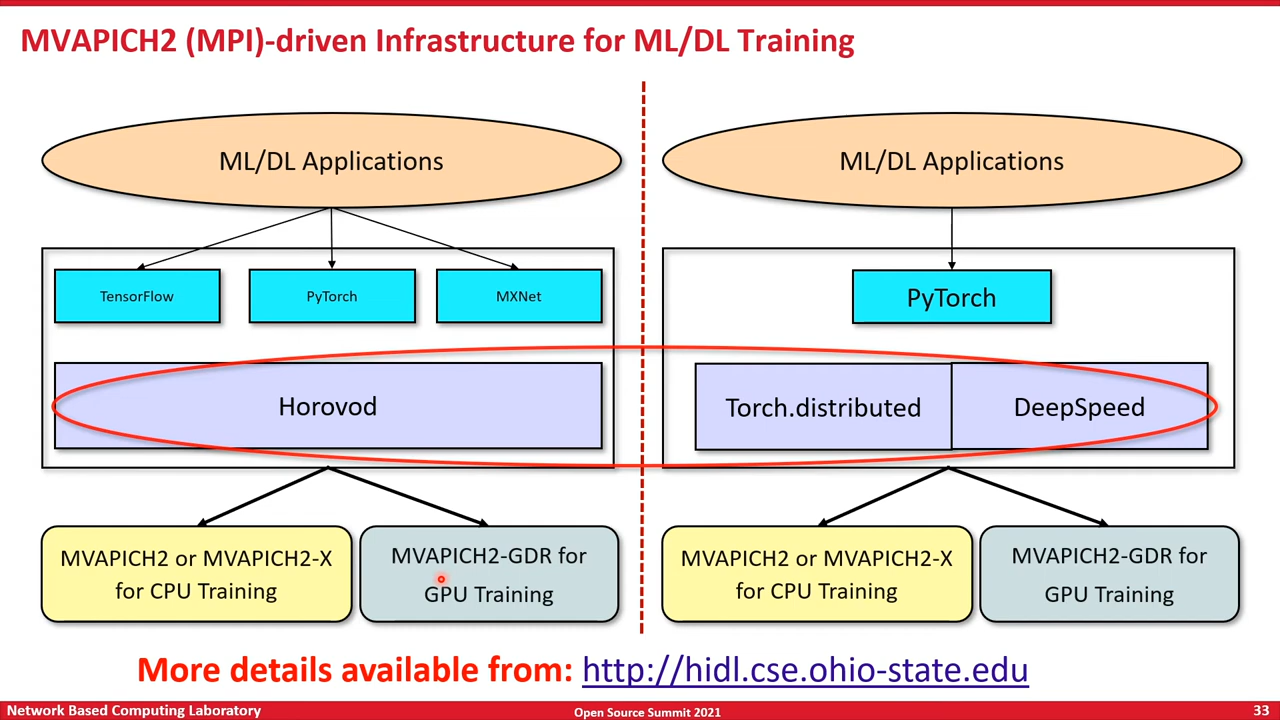 MVAPICH2 (MPI)-driven Infrastructure for ML/DL Training
ML/DL Applications
TensorFlow
PyTorch
MXNet
Horovod
MVAPICH2 or MVAPICH2-X
for CPU Training
MVAPICH2-GDR for
GPU Training
ML/DL Applications
PyTorch
Torch.distributed
DeepSpeed
MVAPICH2 or MVAPICH2-X
for CPU Training
MVAPICH2-GDR for
GPU Training
More details available from: http://hidl.cse.ohio-state.edu
Network Based Computing Laboratory
Open Source Summit 2021
33